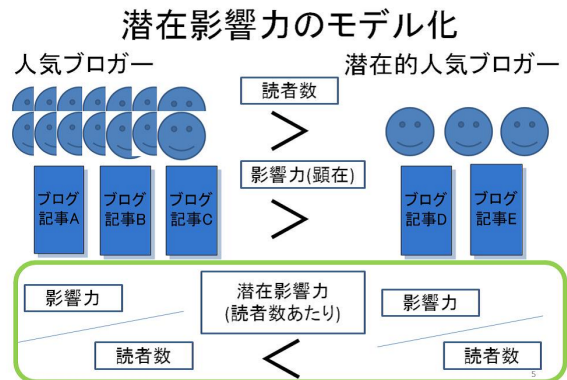 潜在影響力のモデル化
人気ブロガー
潜在的人気ブロガー
読者数
>
影響力(顕在)
>
ブログ
記事A
ブログ
記事B
ブログ
記事C
ブログ
記事D
ブログ
記事E
影響力
読者数
潜在影響力
(読者数あたり)
<
影響力
読者数
5